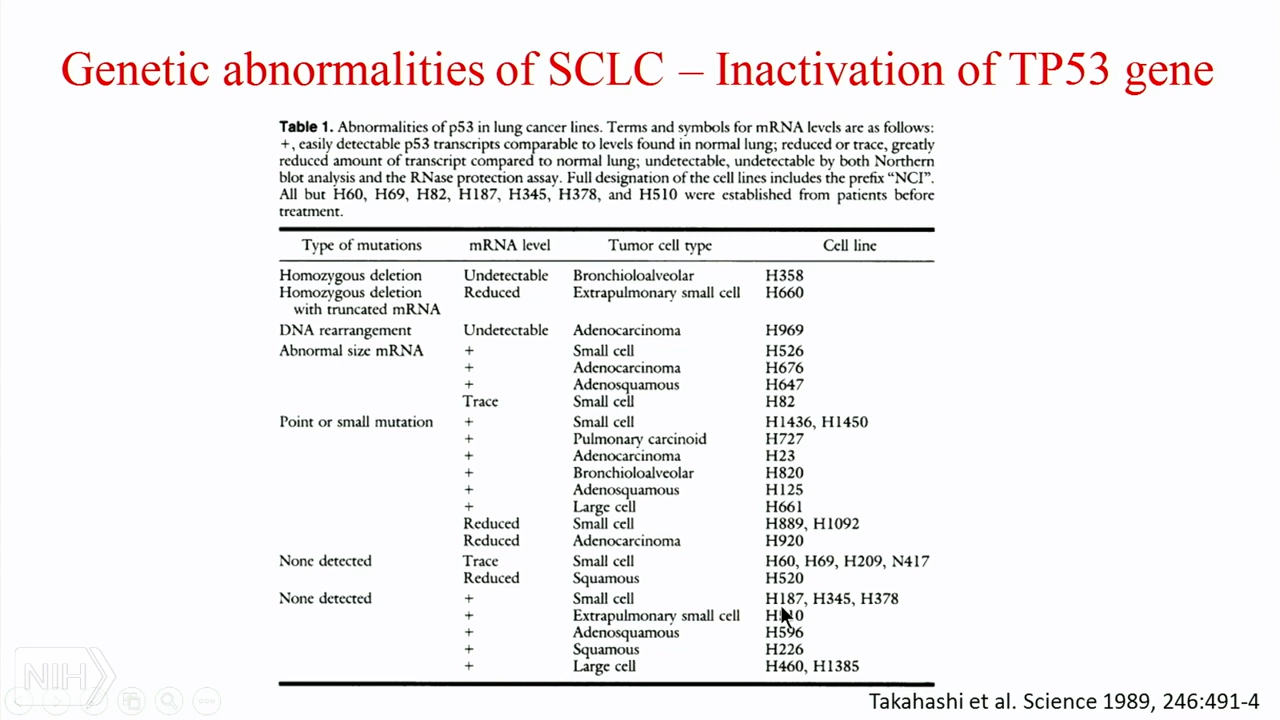 Genetic abnormalities of SCLC – Inactivation of TP53 gene
Table 1. Abnormalities of p53 in lung cancer lines. Terms and symbols for mRNA levels are as follows:
+, easily detectable p53 transcripts comparable to levels found in normal lung; reduced or trace, greatly
reduced amount of transcript compared to normal lung; undetectable, undetectable by both Northern
blot analysis and the RNase protection assay. Full designation of the cell lines includes the prefix “NCI”.
All but H60, H69, H82, H187, H345, H378, and H510 were established from patients before
treatment.
Type of mutations mRNA level Tumor cell type Cell line
Homozygous deletion Undetectable Bronchioloalveolar H358
Homozygous deletion Reduced Extrapulmonary small cell H660
with truncated mRNA
DNA rearrangement Undetectable Adenocarcinoma H969
Abnormal size mRNA + Small cell H526
+ Adenocarcinoma H676
+ Adenosquamous H647
Trace Small cell H82
Point or small mutation + Small cell H1436, H1450
+ Pulmonary carcinoid H727
+ Adenocarcinoma H23
+ Bronchioloalveolar H820
+ Adenosquamous H125
+ Large cell H661
Reduced Small cell H889, H1092
Reduced Adenocarcinoma H920
None detected Trace Small cell H60, H69, H209, N417
Reduced Squamous H520
None detected + Small cell H187, H345, H378
+ Extrapulmonary small cell H510
+ Adenosquamous H596
+ Squamous H226
+ Large cell H460, H1385
NIH
Takahashi et al. Science 1989, 246:491-4